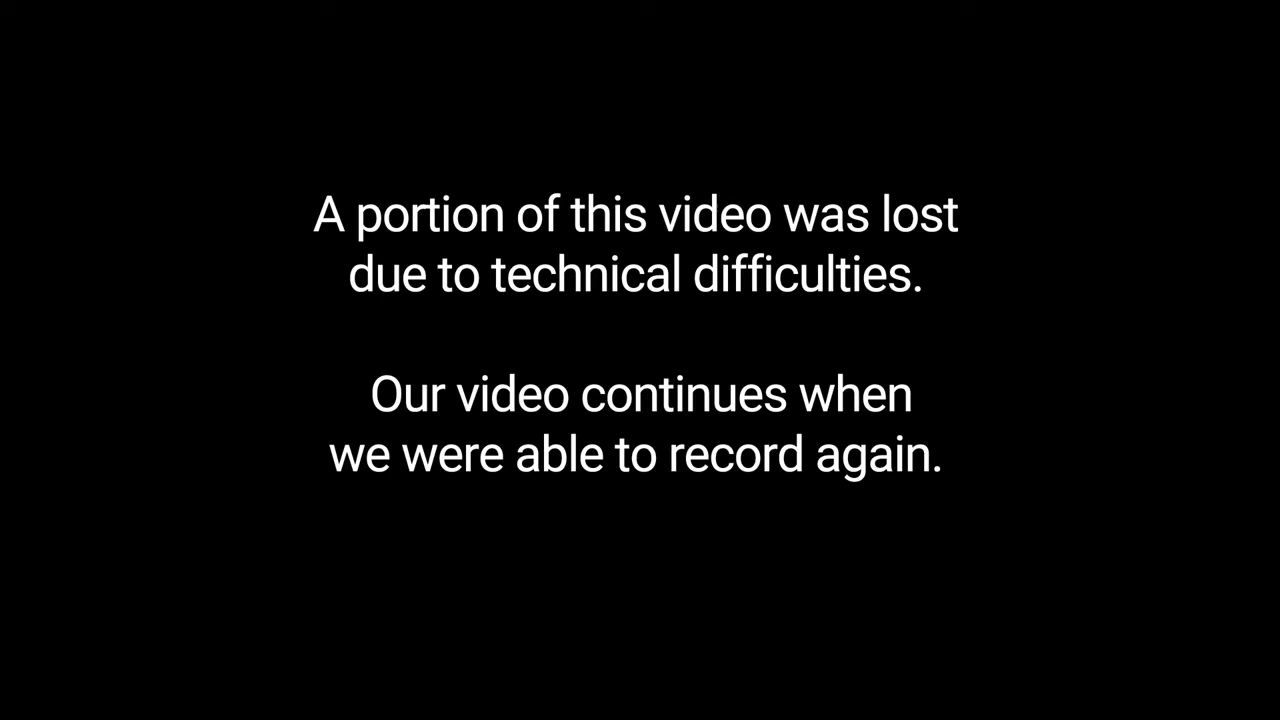 A portion of this video was lost
due to technical difficulties.
Our video continues when
we were able to record again.